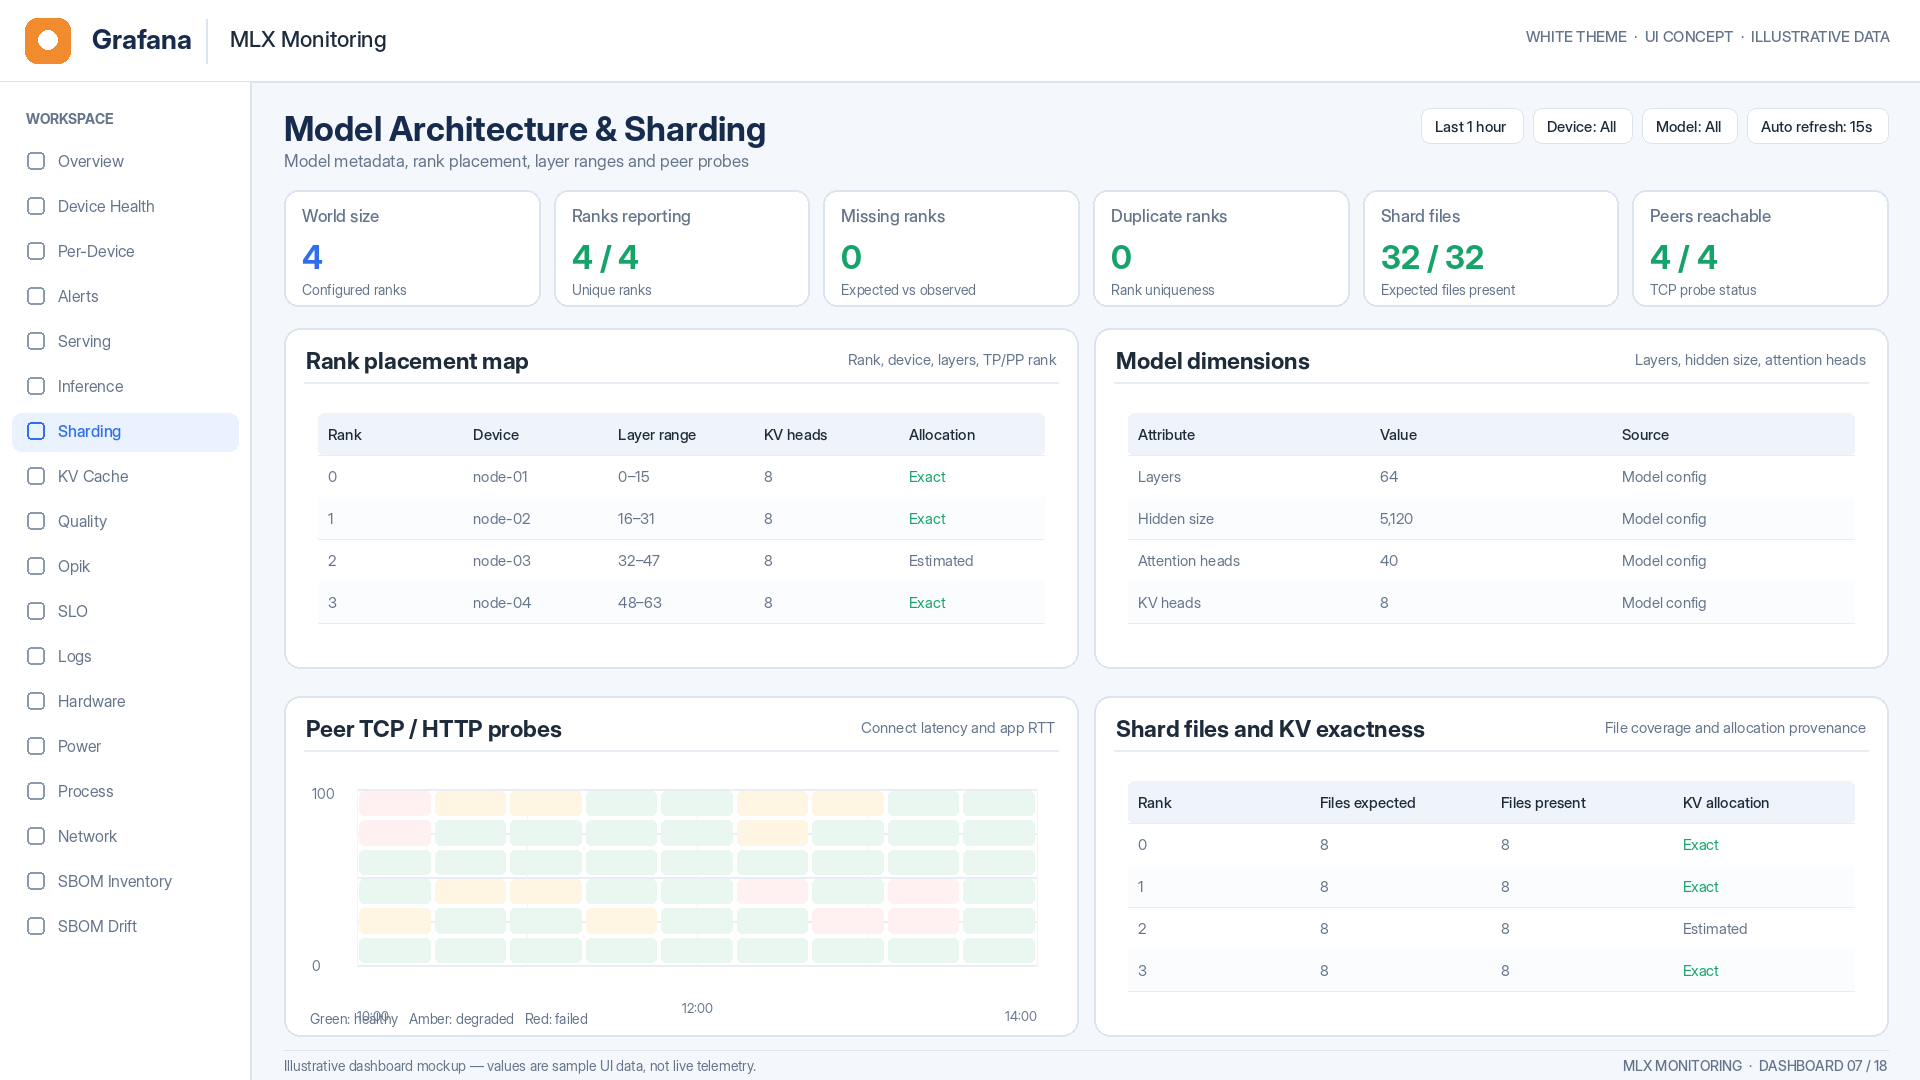 Grafana
MLX Monitoring
WHITE THEME · UI CONCEPT · ILLUSTRATIVE DATA
WORKSPACE
Overview
Device Health
Per-Device
Alerts
Serving
Inference
Sharding
KV Cache
Quality
Opik
SLO
Logs
Hardware
Power
Process
Network
SBOM Inventory
SBOM Drift
Model Architecture & Sharding
Model metadata, rank placement, layer ranges and peer probes
Last 1 hour
Device: All
Model: All
Auto refresh: 15s
World size
4
Configured ranks
Ranks reporting
4 / 4
Unique ranks
Missing ranks
0
Expected vs observed
Duplicate ranks
0
Rank uniqueness
Shard files
32 / 32
Expected files present
Peers reachable
4 / 4
TCP probe status
Rank placement map
Rank, device, layers, TP/PP rank
Rank Device Layer range KV heads Allocation
0 node-01 0–15 8 Exact
1 node-02 16–31 8 Exact
2 node-03 32–47 8 Estimated
3 node-04 48–63 8 Exact
Model dimensions
Layers, hidden size, attention heads
Attribute Value Source
Layers 64 Model config
Hidden size 5,120 Model config
Attention heads 40 Model config
KV heads 8 Model config
Peer TCP / HTTP probes
Connect latency and app RTT
100
0
10:00
12:00
14:00
Green: healthy Amber: degraded Red: failed
Shard files and KV exactness
File coverage and allocation provenance
Rank Files expected Files present KV allocation
0 8 8 Exact
1 8 8 Exact
2 8 8 Estimated
3 8 8 Exact
Illustrative dashboard mockup — values are sample UI data, not live telemetry.
MLX MONITORING · DASHBOARD 07 / 18